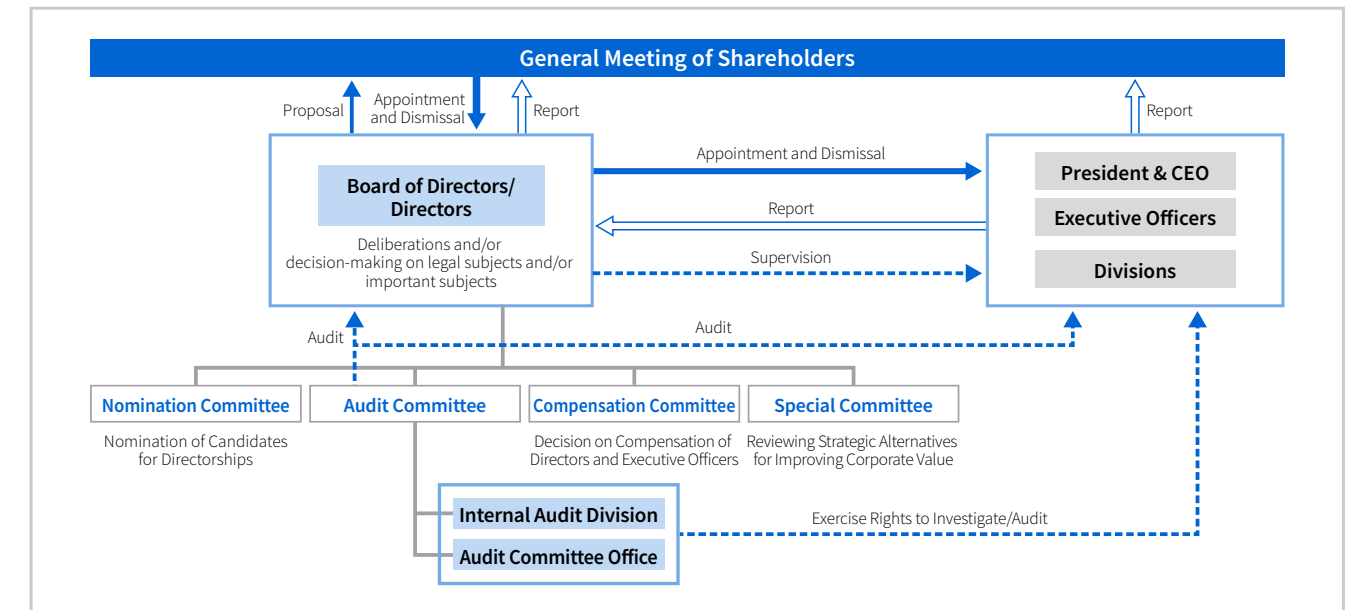 General Meeting of Shareholders
Proposal
Appointment
and Dismissal
Report
Report
Board of Directors/
Directors
Deliberations and/or
decision-making on legal subjects and/or
important subjects
Appointment and Dismissal
Report
Supervision
President & CEO
Executive Officers
Divisions
Audit
Audit
Nomination Committee
Nomination of Candidates
for Directorships
Audit Committee
Compensation Committee
Decision on Compensation of
Directors and Executive Officers
Special Committee
Reviewing Strategic Alternatives
for Improving Corporate Value
Internal Audit Division
Audit Committee Office
Exercise Rights to Investigate/Audit